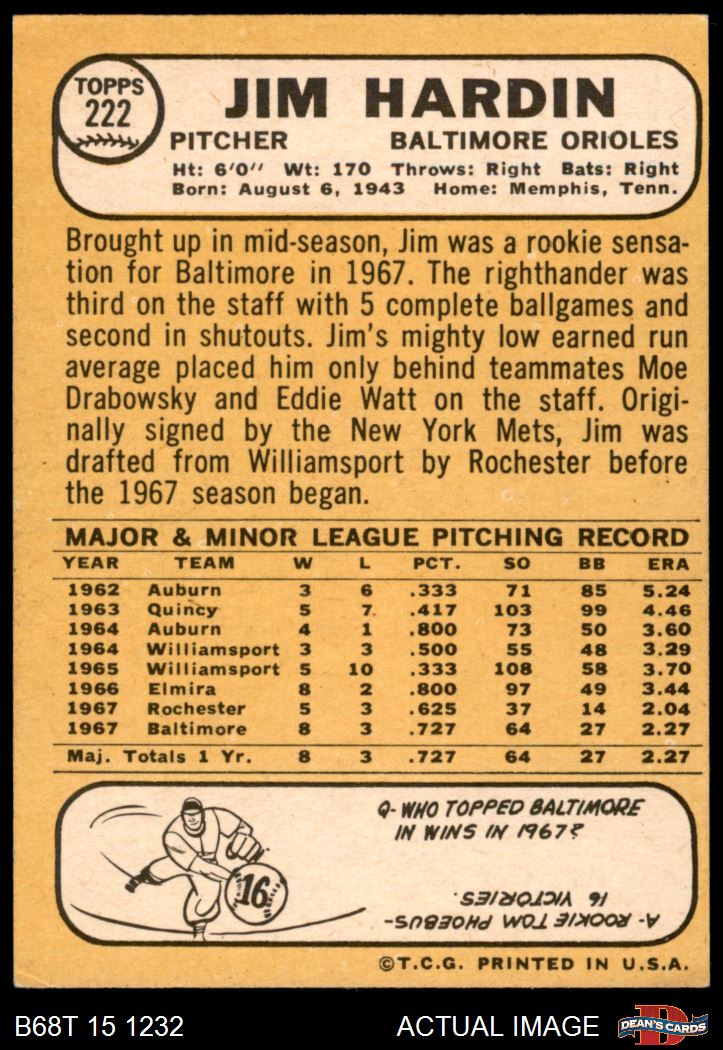 TOPPS
222
JIM HARDIN
PITCHER BALTIMORE ORIOLES
Ht: 6'0'' Wt: 170 Throws: Right Bats: Right
Born: August 6, 1943 Home: Memphis, Tenn.
Brought up in mid-season, Jim was a rookie sensa-
tion for Baltimore in 1967. The righthander was
third on the staff with 5 complete ballgames and
second in shutouts. Jim's mighty low earned run
average placed him only behind teammates Moe
Drabowsky and Eddie Watt on the staff. Origi-
nally signed by the New York Mets, Jim was
drafted from Williamsport by Rochester before
the 1967 season began.
MAJOR & MINOR LEAGUE PITCHING RECORD
YEAR TEAM W L PCT. SO BB ERA
1962 Auburn 3 6 .333 71 85 5.24
1963 Quincy 5 7 .417 103 99 4.46
1964 Auburn 4 1 .800 73 50 3.60
1964 Williamsport 3 3 .500 55 48 3.29
1965 Williamsport 5 10 .333 108 58 3.70
1966 Elmira 8 2 .800 97 49 3.44
1967 Rochester 5 3 .625 37 14 2.04
1967 Baltimore 8 3 .727 64 27 2.27
Maj. Totals 1 Yr. 8 3 .727 64 27 2.27
16
Q- WHO TOPPED BALTIMORE
IN WINS IN 1967?
A- ROOKIE TOM PHOEBUS-
16 VICTORIES.
©T.C.G. PRINTED IN U.S.A.
B68T 15 1232 ACTUAL IMAGE
D
DEAN'S CARDS